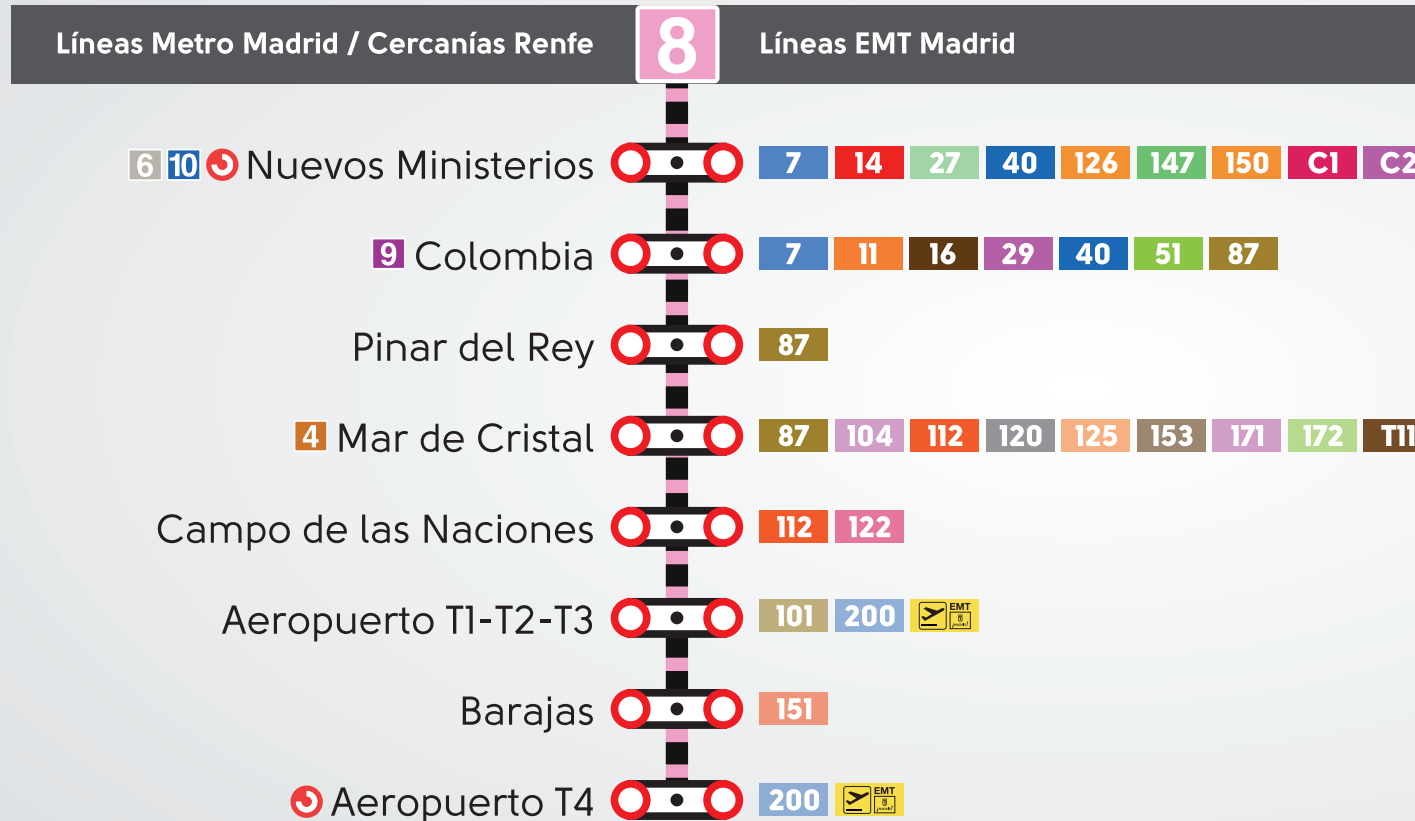 Líneas Metro Madrid / Cercanías Renfe 8 Líneas EMT Madrid
6 10 Nuevos Ministerios 7 14 27 40 126 147 150 C1 C2
9 Colombia 7 11 16 29 40 51 87
Pinar del Rey 87
4 Mar de Cristal 87 104 112 120 125 153 171 172 T11
Campo de las Naciones 112 122
Aeropuerto T1-T2-T3 101 200 EMT
Barajas 151
Aeropuerto T4 200 EMT